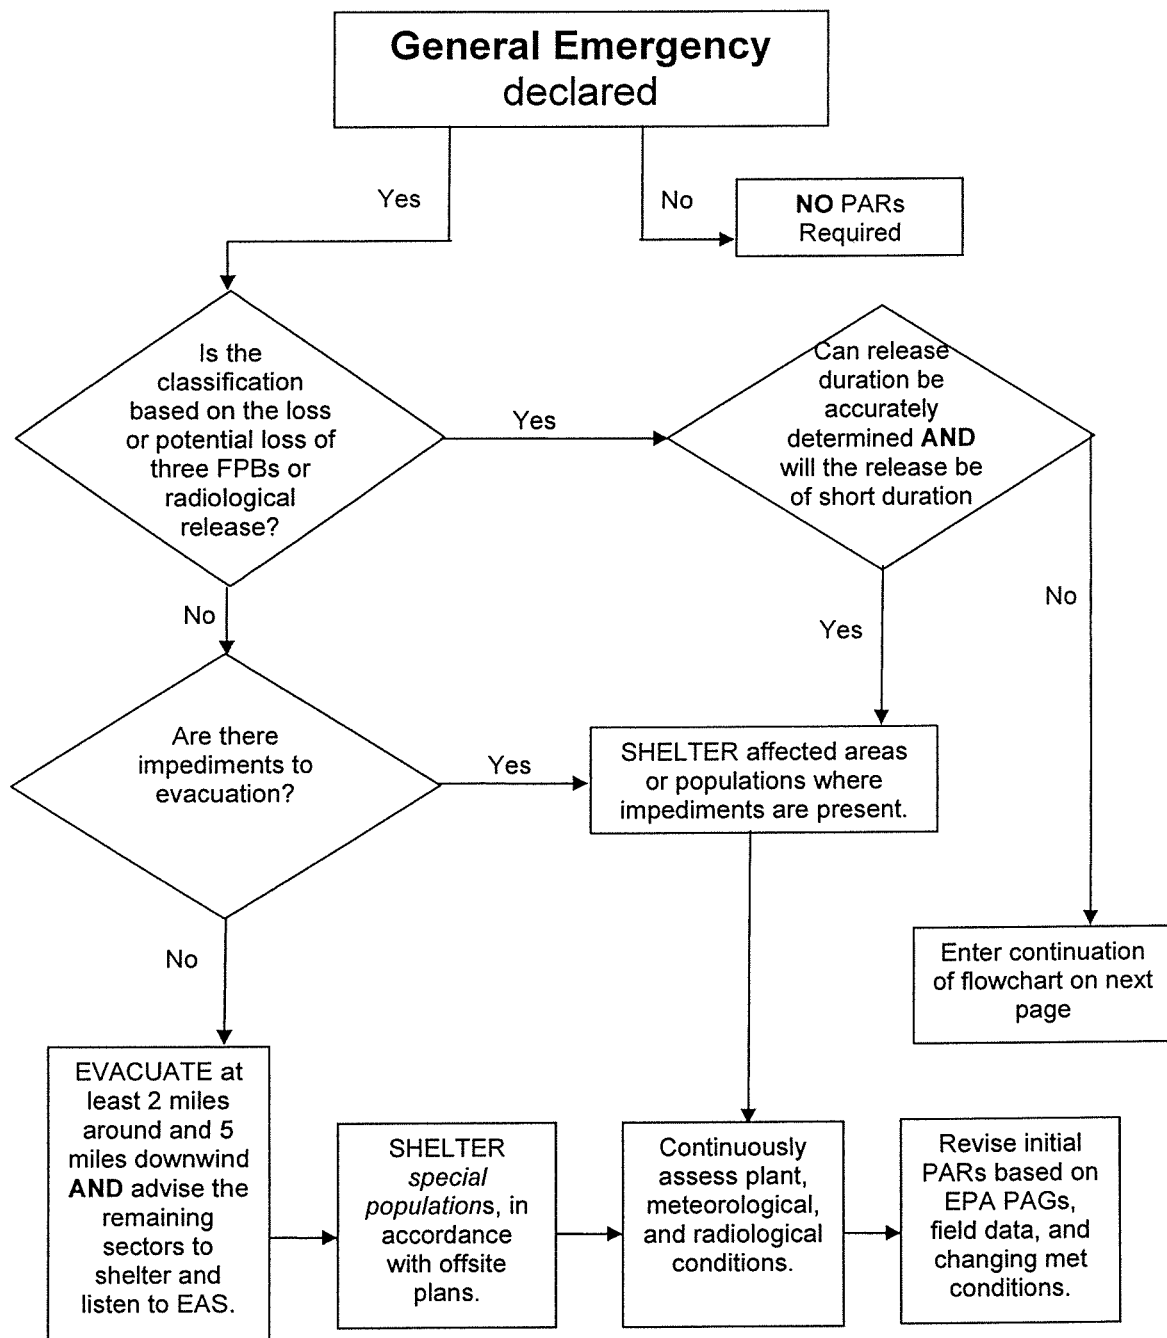 General Emergency
declared
Yes
No
NO PARs
Required
Is the
classification
based on the loss
or potential loss of
three FPBs or
radiological
release?
Yes
Can release
duration be
accurately
determined AND
will the release be
of short duration
No
Yes
No
Are there
impediments to
evacuation?
Yes
SHELTER affected areas
or populations where
impediments are present.
No
Enter continuation
of flowchart on next
page
EVACUATE at
least 2 miles
around and 5
miles downwind
AND advise the
remaining
sectors to
shelter and
listen to EAS.
SHELTER
special
populations, in
accordance
with offsite
plans.
Continuously
assess plant,
meteorological,
and radiological
conditions.
Revise initial
PARs based on
EPA PAGs,
field data, and
changing met
conditions.